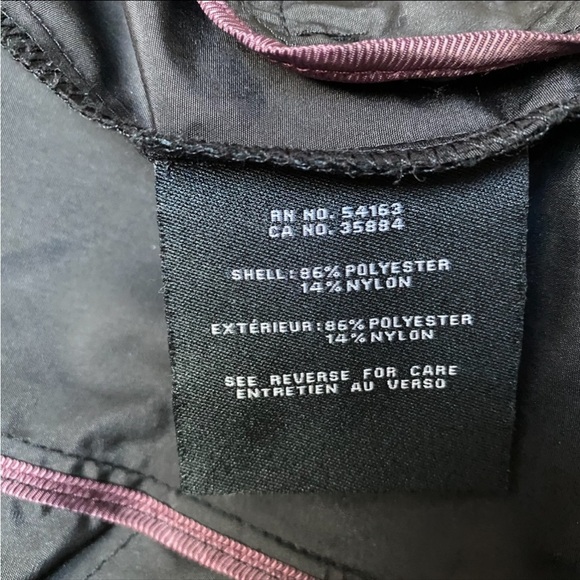 RN NO. 54163
CA NO. 35884
SHELL: 86% POLYESTER
14% NYLON
EXTÉRIEUR: 86% POLYESTER
14% NYLON
SEE REVERSE FOR CARE
ENTRETIEN AU VERSO